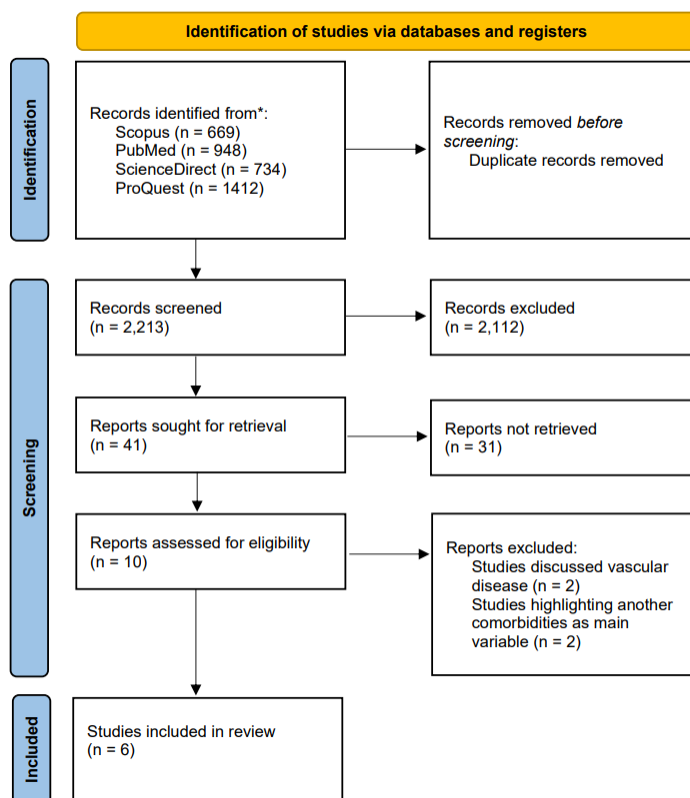 Identification of studies via databases and registers
Identification
Records identified from*:
Scopus (n = 669)
PubMed (n = 948)
ScienceDirect (n = 734)
ProQuest (n = 1412)
Records removed before
screening:
Duplicate records removed
Screening
Records screened
(n = 2,213)
Records excluded
(n = 2,112)
Reports sought for retrieval
(n = 41)
Reports not retrieved
(n = 31)
Reports assessed for eligibility
(n = 10)
Reports excluded:
Studies discussed vascular
disease (n = 2)
Studies highlighting another
comorbidities as main
variable (n = 2)
Included
Studies included in review
(n = 6)